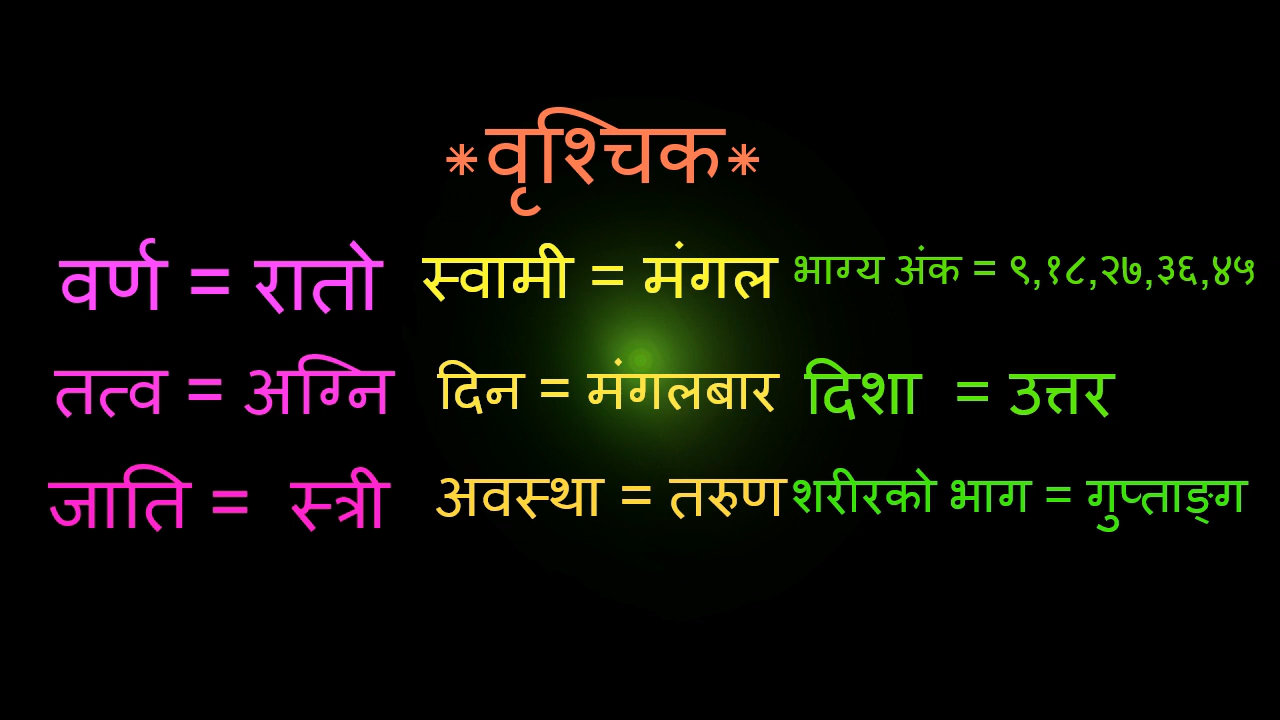 *वृश्चिक*
वर्ण = रातो स्वामी = मंगल भाग्य अंक = ९,१८,२७,३६,४५
तत्व = अग्नि दिन = मंगलबार दिशा = उत्तर
जाति = स्त्री अवस्था = तरुण शरीरको भाग = गुप्ताङ्ग